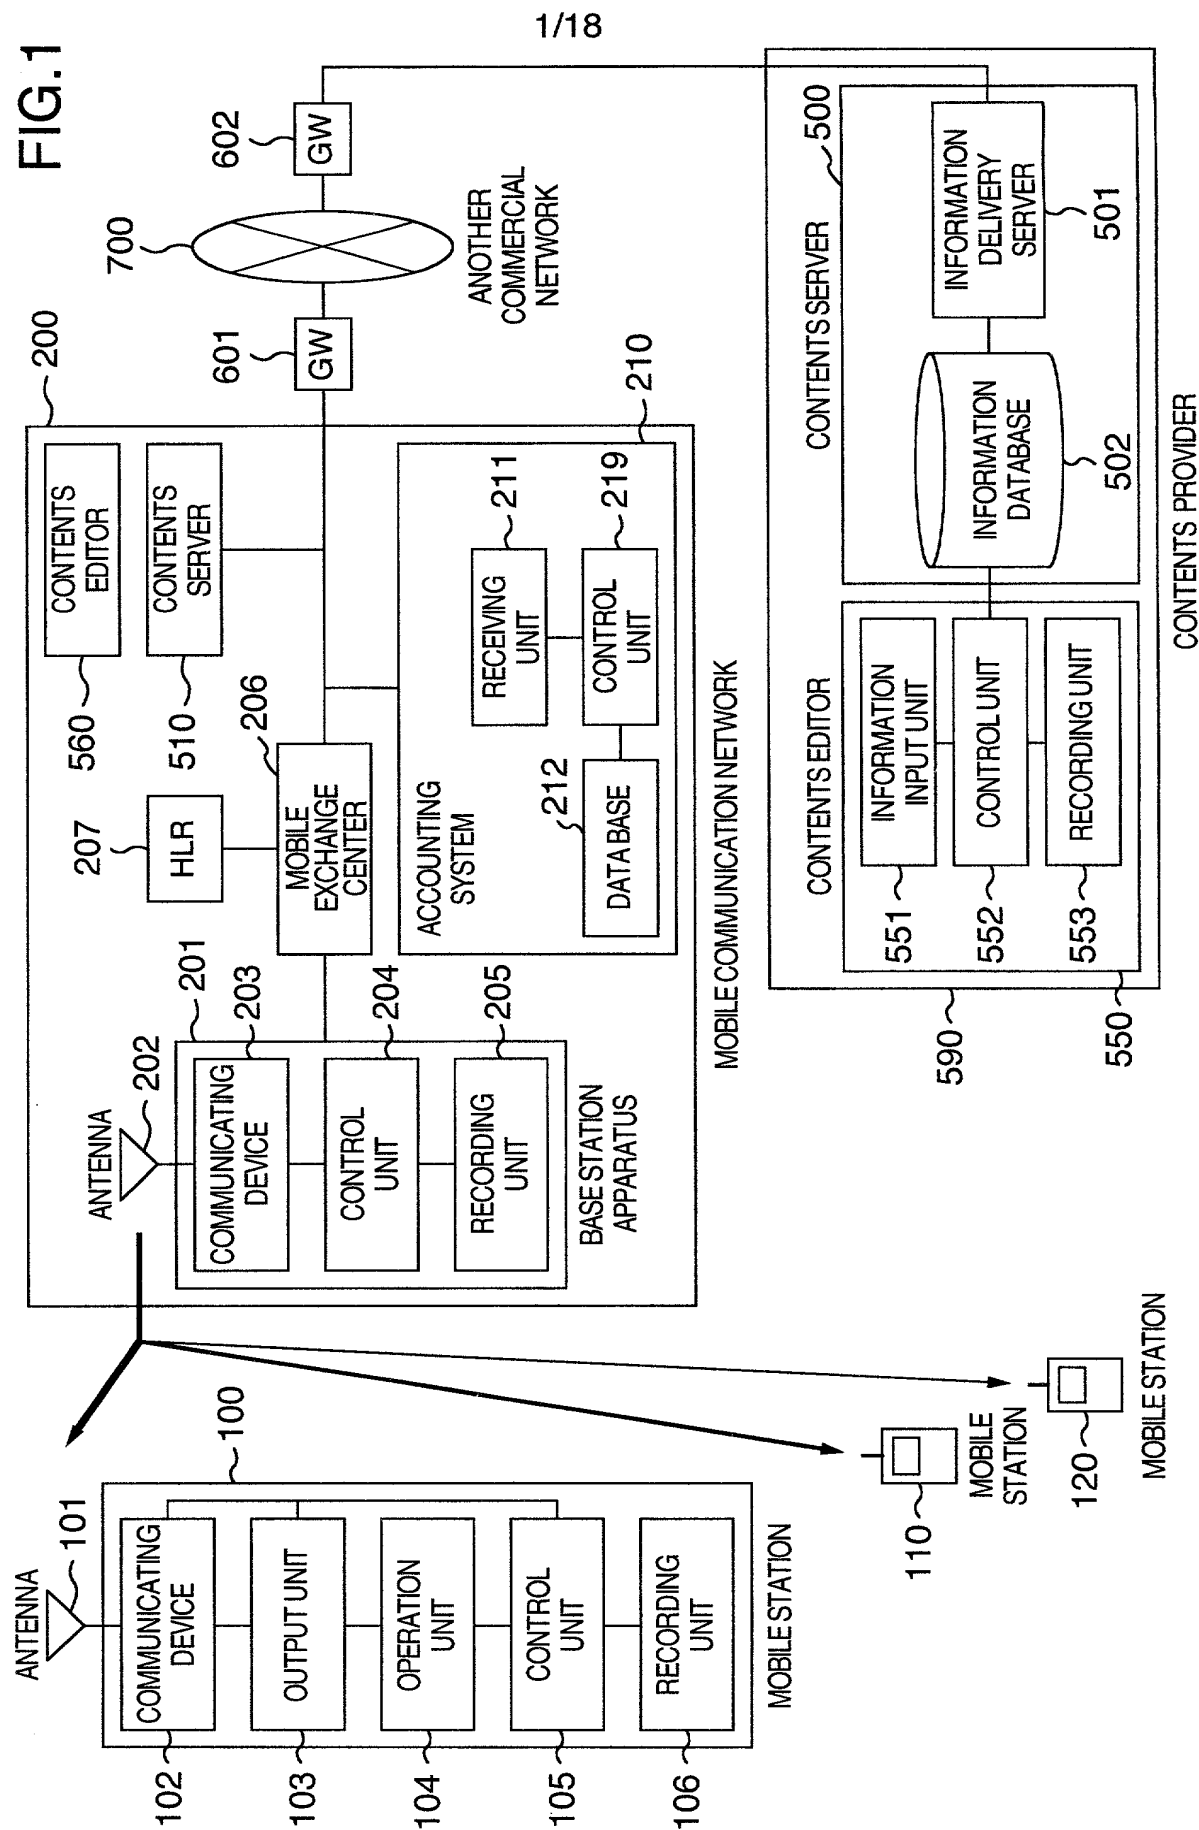 1/18
FIG.1
ANTENNA
101
100
COMMUNICATING
DEVICE
102
OUTPUT UNIT
103
OPERATION
UNIT
104
CONTROL
UNIT
105
RECORDING
UNIT
106
MOBILE STATION
110
MOBILE
STATION
120
MOBILE STATION
200
ANTENNA
202
201
COMMUNICATING
DEVICE
203
CONTROL
UNIT
204
RECORDING
UNIT
205
BASE STATION
APPARATUS
207
HLR
206
MOBILE
EXCHANGE
CENTER
560
CONTENTS
EDITOR
510
CONTENTS
SERVER
210
ACCOUNTING
SYSTEM
RECEIVING
UNIT
211
CONTROL
UNIT
219
212
DATABASE
MOBILE COMMUNICATION NETWORK
601
GW
700
ANOTHER
COMMERCIAL
NETWORK
602
GW
CONTENTS EDITOR
INFORMATION
INPUT UNIT
551
CONTROL UNIT
552
RECORDING UNIT
553
550
590
CONTENTS SERVER
500
INFORMATION
DATABASE
502
INFORMATION
DELIVERY
SERVER
501
CONTENTS PROVIDER